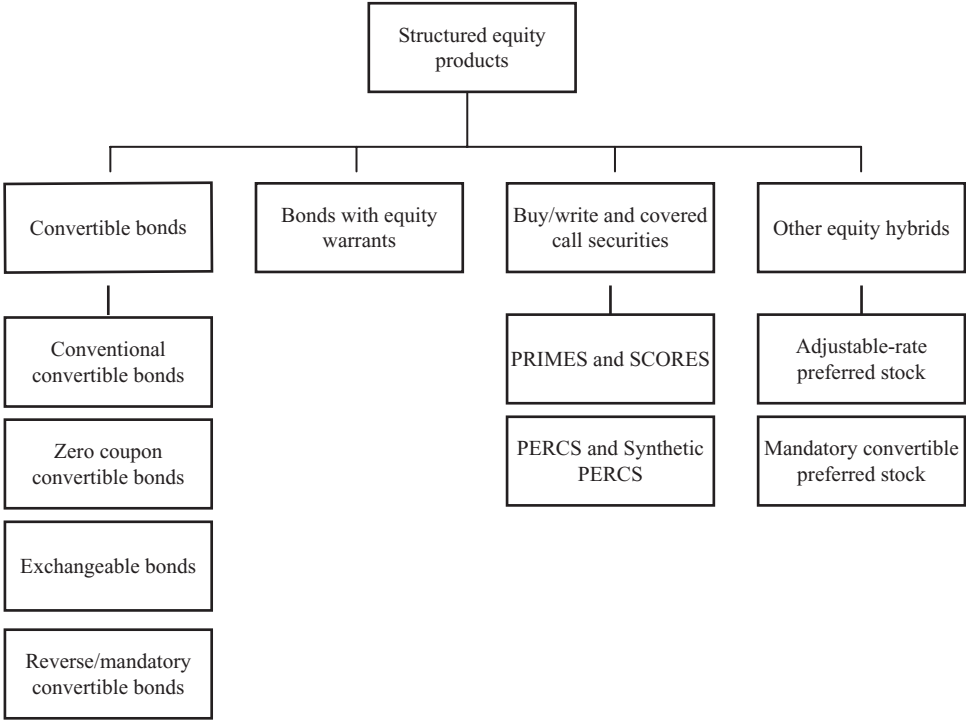 Structured equity
products
Convertible bonds
Bonds with equity
warrants
Buy/write and covered
call securities
Other equity hybrids
Conventional
convertible bonds
PRIMES and SCORES
Adjustable-rate
preferred stock
Zero coupon
convertible bonds
PERCS and Synthetic
PERCS
Mandatory convertible
preferred stock
Exchangeable bonds
Reverse/mandatory
convertible bonds